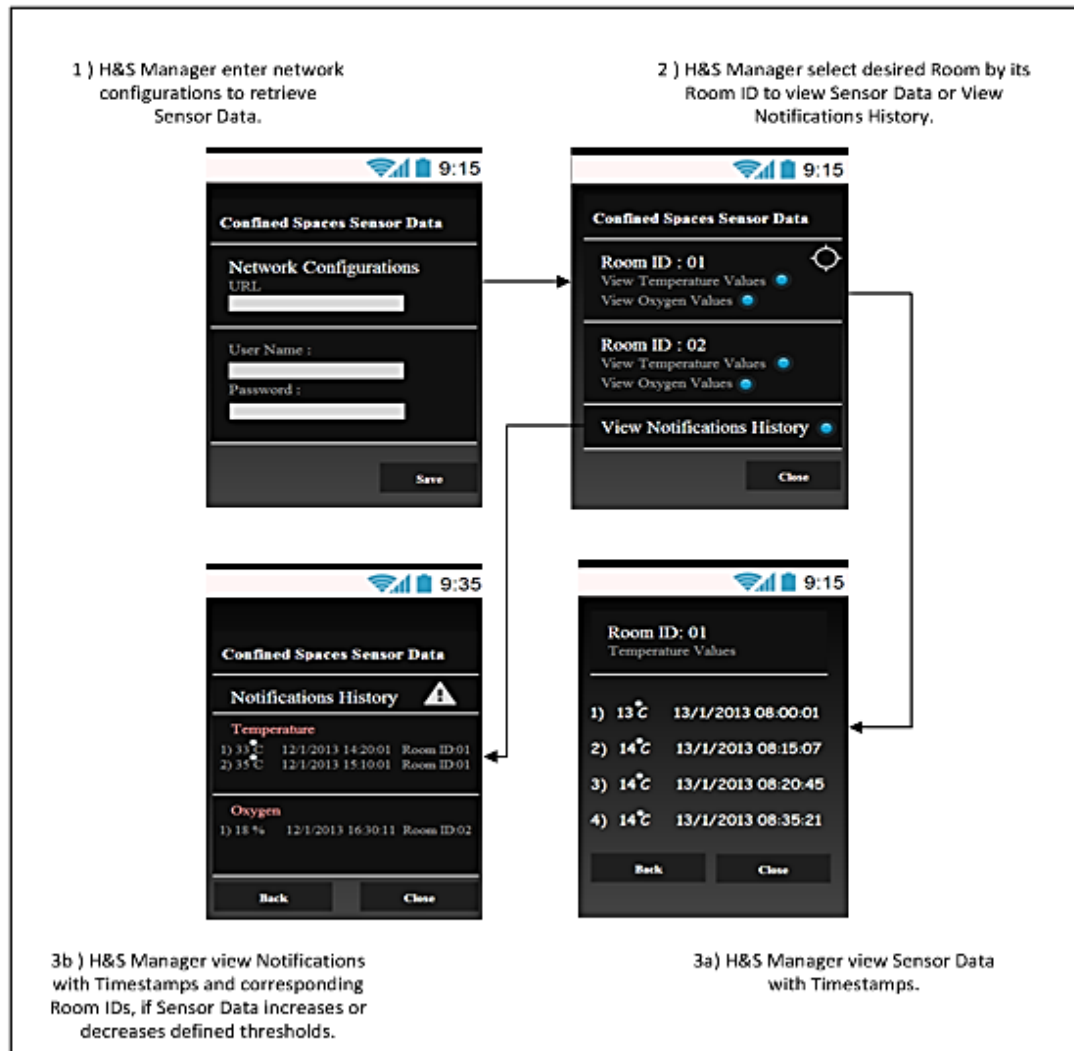 1 ) H&S Manager enter network
configurations to retrieve
Sensor Data.
2 ) H&S Manager select desired Room by its
Room ID to view Sensor Data or View
Notifications History.
9:15
Confined Spaces Sensor Data
Network Configurations
URL
User Name :
Password :
Save
9:15
Confined Spaces Sensor Data
Room ID : 01
View Temperature Values
View Oxygen Values
Room ID : 02
View Temperature Values
View Oxygen Values
View Notifications History
Close
9:35
Confined Spaces Sensor Data
Notifications History
Temperature
1) 33°C 12/1/2013 14:20:01 Room ID:01
2) 35°C 12/1/2013 15:10:01 Room ID:01
Oxygen
1) 18 % 12/1/2013 16:30:11 Room ID:02
Back Close
9:15
Room ID: 01
Temperature Values
1) 13°C 13/1/2013 08:00:01
2) 14°C 13/1/2013 08:15:07
3) 14°C 13/1/2013 08:20:45
4) 14°C 13/1/2013 08:35:21
Back Close
3b ) H&S Manager view Notifications
with Timestamps and corresponding
Room IDs, if Sensor Data increases or
decreases defined thresholds.
3a) H&S Manager view Sensor Data
with Timestamps.